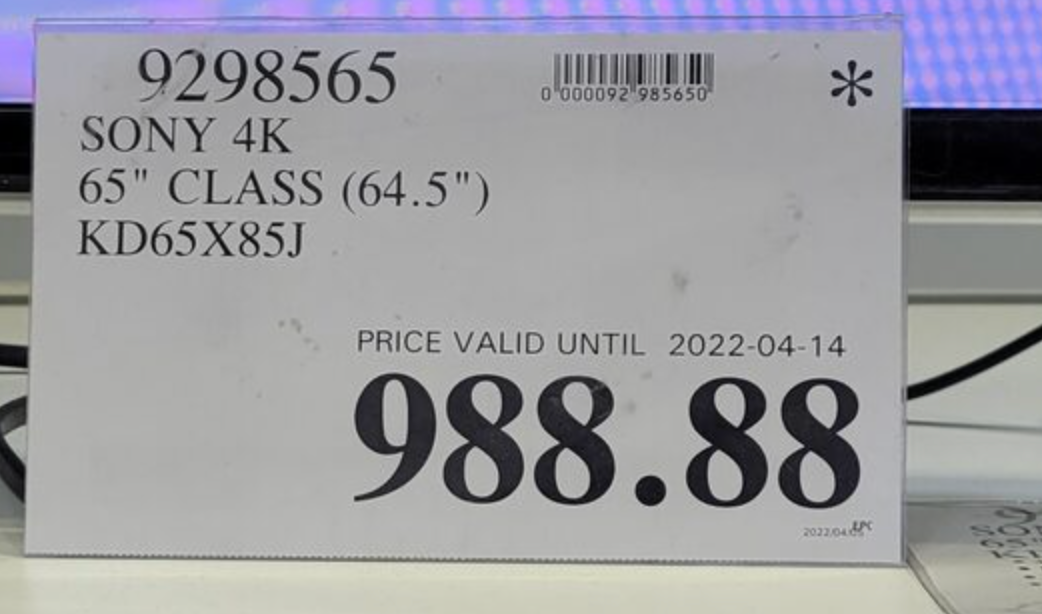 9298565
0 000092 985650
*
SONY 4K
65" CLASS (64.5")
KD65X85J
PRICE VALID UNTIL 2022-04-14
988.88